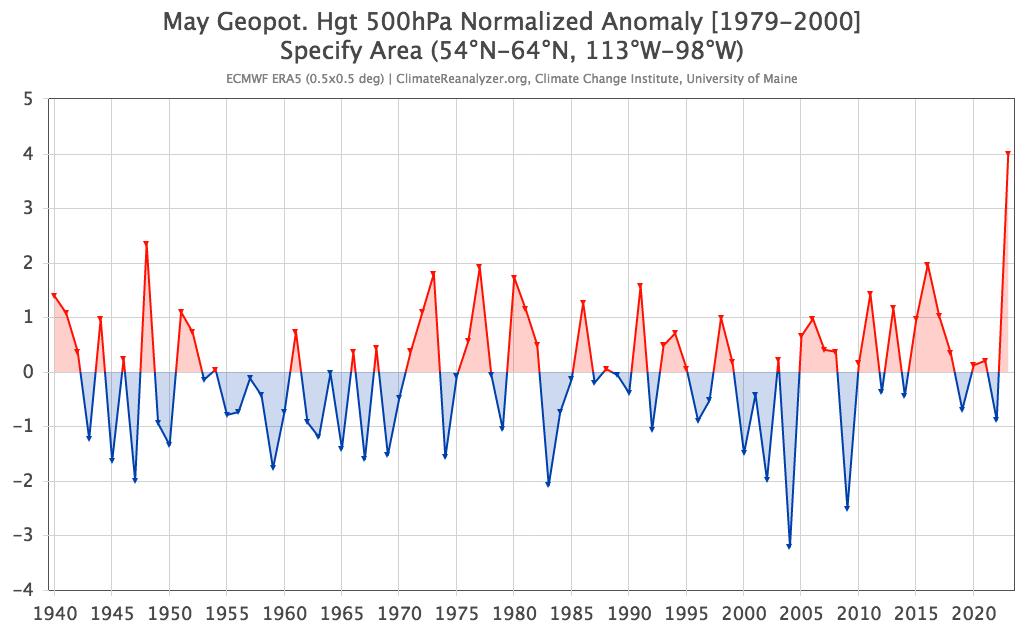 May Geopot. Hgt 500hPa Normalized Anomaly [1979−2000]
Specify Area (54°N−64°N, 113°W−98°W)
ECMWF ERA5 (0.5x0.5 deg) | ClimateReanalyzer.org, Climate Change Institute, University of Maine
5
4
3
2
1
0
−1
−2
−3
−4
1940 1945 1950 1955 1960 1965 1970 1975 1980 1985 1990 1995 2000 2005 2010 2015 2020